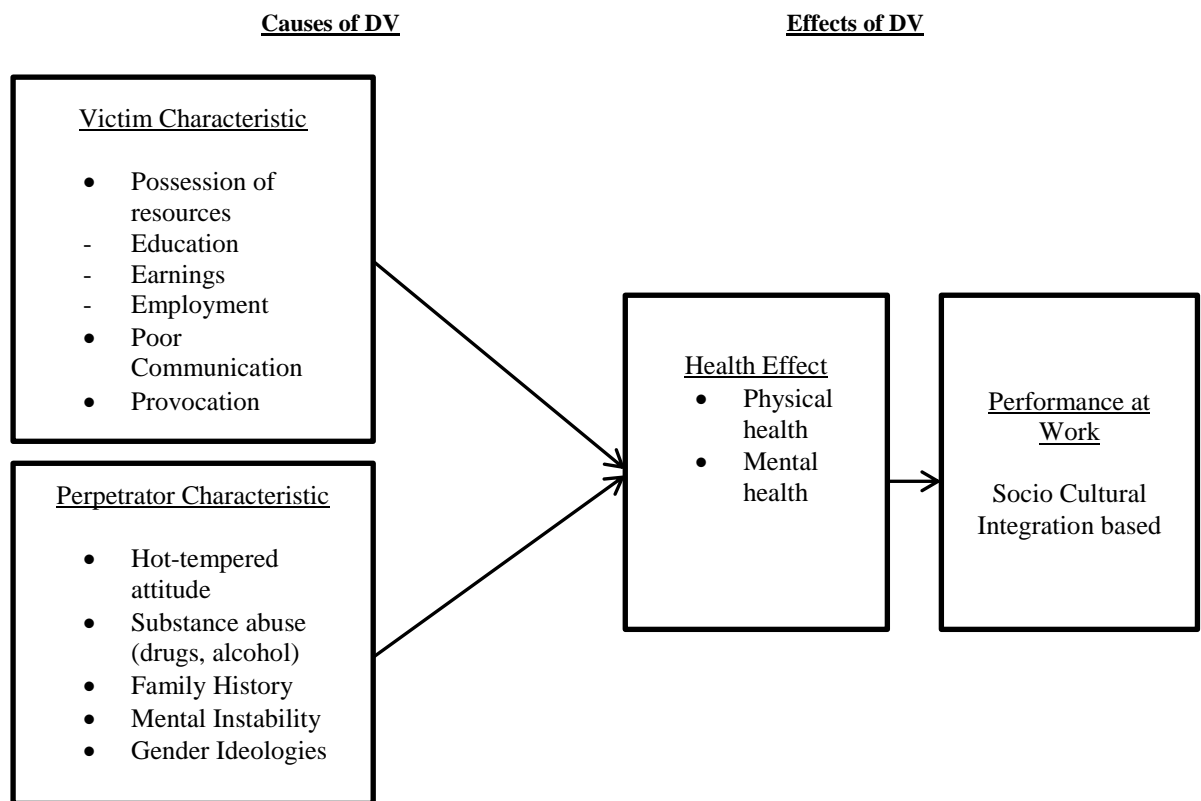 Causes of DV
Effects of DV
Victim Characteristic
• Possession of
resources
- Education
- Earnings
- Employment
• Poor
Communication
• Provocation
Perpetrator Characteristic
• Hot-tempered
attitude
• Substance abuse
(drugs, alcohol)
• Family History
• Mental Instability
• Gender Ideologies
Health Effect
• Physical
health
• Mental
health
Performance at
Work
Socio Cultural
Integration based